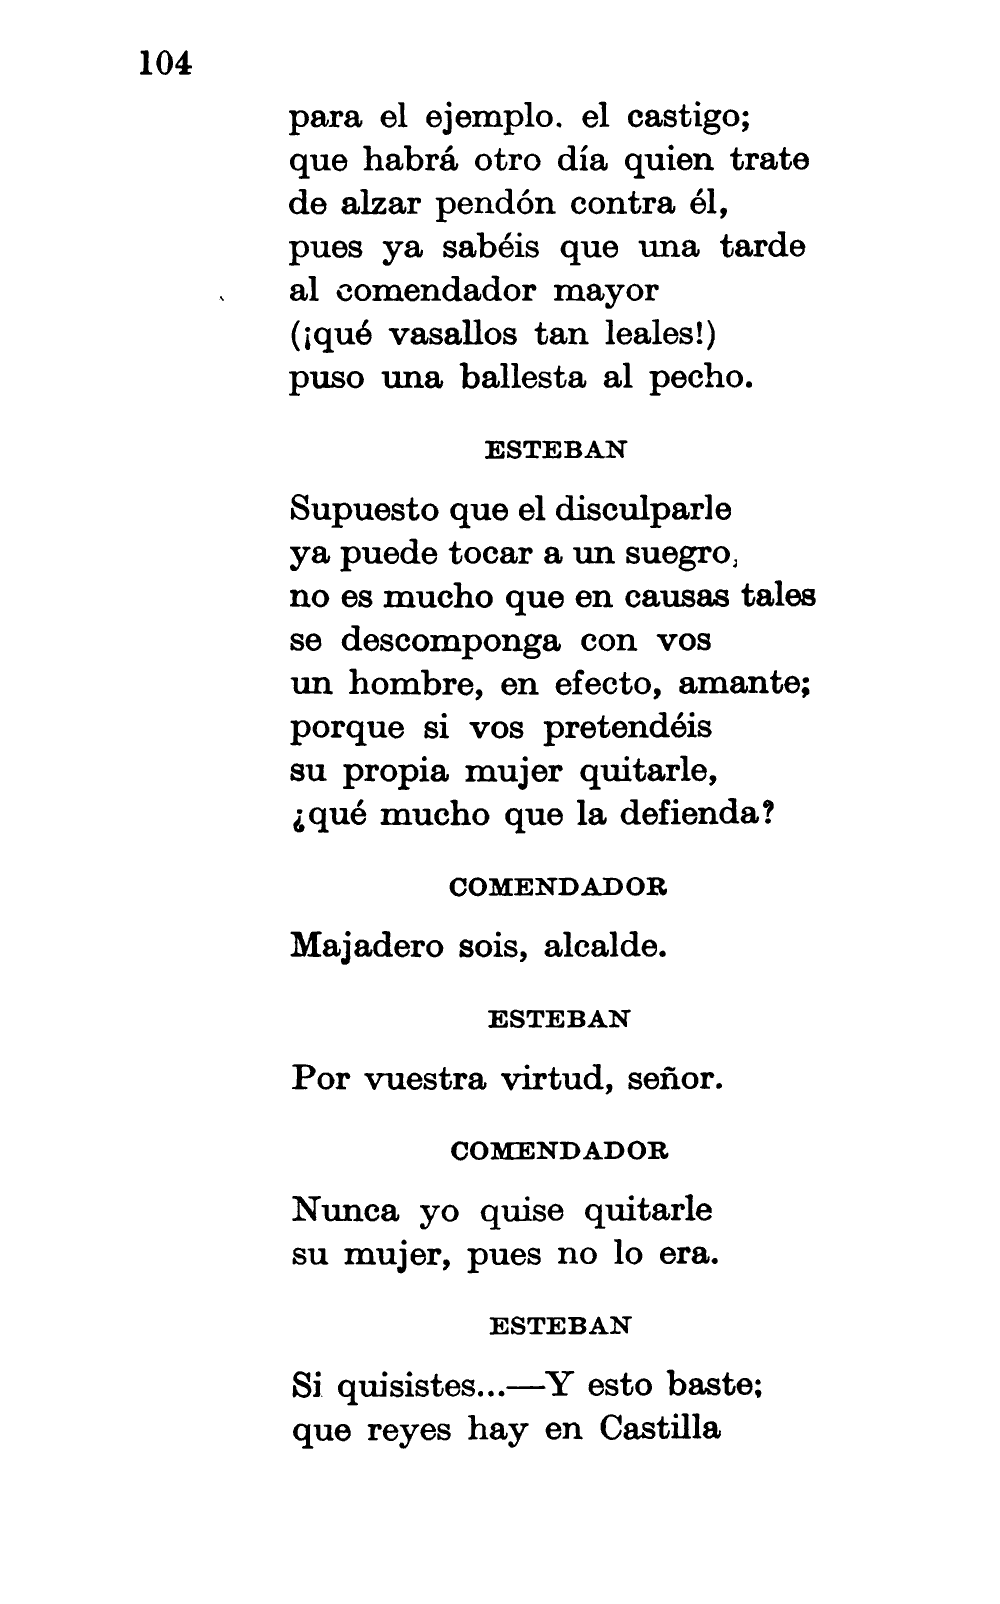 104
para el ejemplo. el castigo;
que habrá otro día quien trate
de alzar pendón contra él,
pues ya sabéis que una tarde
al comendador mayor
(¡qué vasallos tan leales!)
puso una ballesta al pecho.
ESTEBAN
Supuesto que el disculparle
ya puede tocar a un suegro,
no es mucho que en causas tales
se descomponga con vos
un hombre, en efecto, amante;
porque si vos pretendéis
su propia mujer quitarle,
¿qué mucho que la defienda?
COMENDADOR
Majadero sois, alcalde.
ESTEBAN
Por vuestra virtud, señor.
COMENDADOR
Nunca yo quise quitarle
su mujer, pues no lo era.
ESTEBAN
Si quisistes...—Y esto baste;
que reyes hay en Castilla